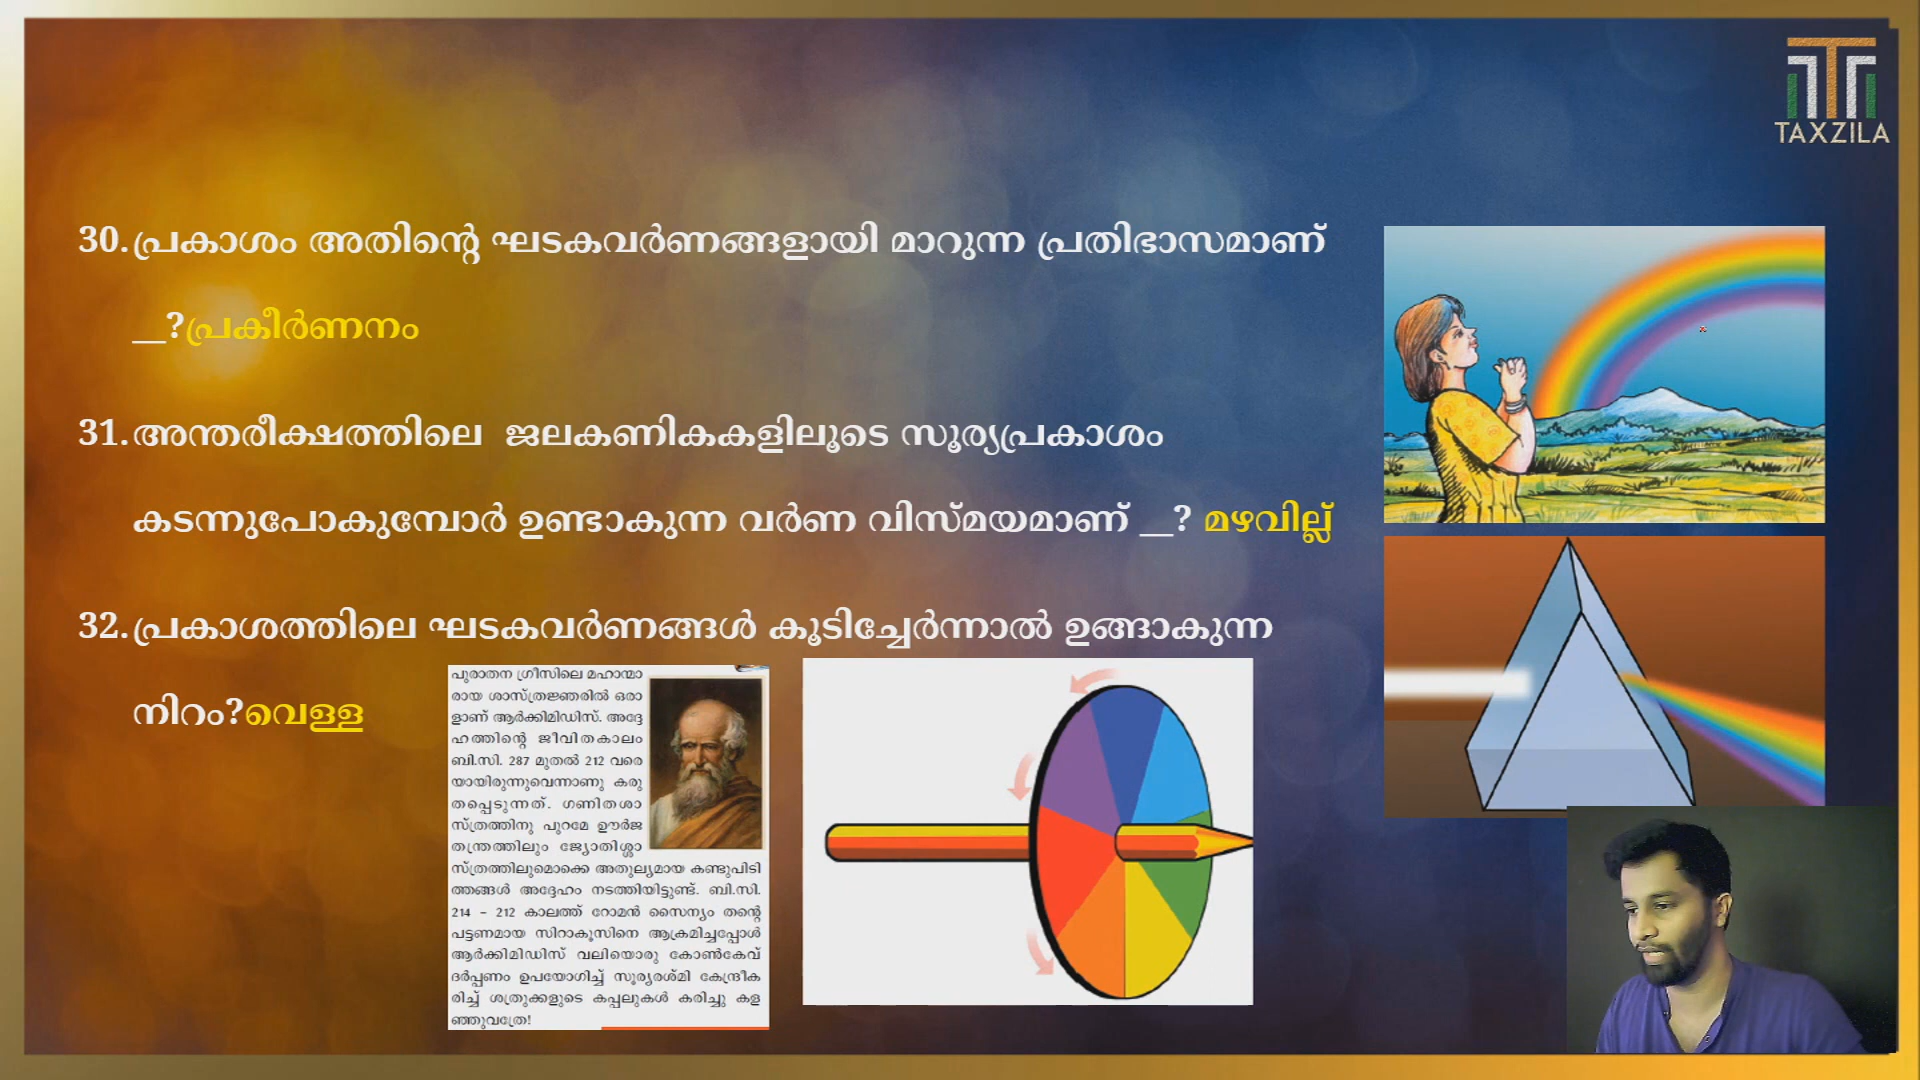 TAXZILA
30. പ്രകാശം അതിന്റെ ഘടകവർണങ്ങളായി മാറുന്ന പ്രതിഭാസമാണ്
__?പ്രകീർണനം
31. അന്തരീക്ഷത്തിലെ ജലകണികകളിലൂടെ സൂര്യപ്രകാശം
കടന്നുപോകുമ്പോർ ഉണ്ടാകുന്ന വർണ വിസ്മയമാണ് __? മഴവില്ല്
32. പ്രകാശത്തിലെ ഘടകവർണങ്ങൾ കൂടിച്ചേർന്നാൽ ഉങ്ങാകുന്ന
നിറം?വെള്ള
പുരാതന ഗ്രീസിലെ മഹാന്മാ
രായ ശാസ്ത്രജ്ഞരിൽ ഒരാ
ളാണ് ആർക്കിമിഡിസ്. അദ്ദേ
ഹത്തിന്റെ ജീവിതകാലം
ബി.സി. 287 മുതൽ 212 വരെ
യായിരുന്നുവെന്നാണു കരു
തപ്പെടുന്നത്. ഗണിതശാ
സ്ത്രത്തിനു പുറമേ ഊർജ
തന്ത്രത്തിലും ജ്യോതിശ്ശാ
സ്ത്രത്തിലുമൊക്കെ അതുല്യമായ കണ്ടുപിടി
ത്തങ്ങൾ അദ്ദേഹം നടത്തിയിട്ടുണ്ട്. ബി.സി.
214 – 212 കാലത്ത് റോമൻ സൈന്യം തന്റെ
പട്ടണമായ സിറാകൂസിനെ ആക്രമിച്ചപ്പോൾ
ആർക്കിമിഡിസ് വലിയൊരു കോൺകേവ്
ദർപ്പണം ഉപയോഗിച്ച് സൂര്യരശ്മി കേന്ദ്രീക
രിച്ച് ശത്രുക്കളുടെ കപ്പലുകൾ കരിച്ചു കള
ഞ്ഞുവത്രേ!